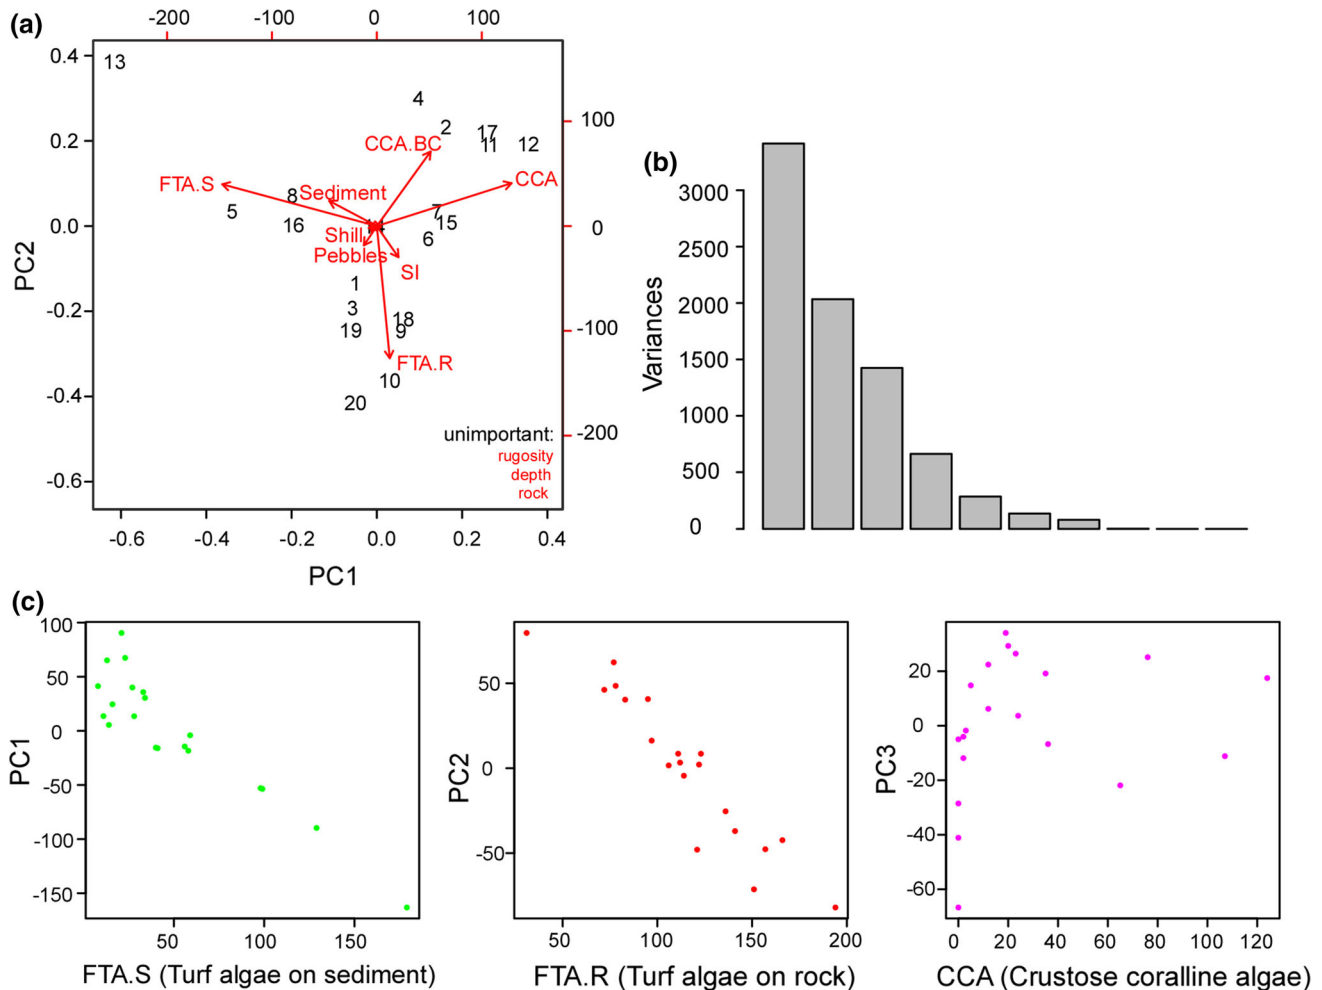 (a)
-200 -100 0 100
0.4
0.2
0.0
-0.2
-0.4
-0.6
PC2
13
4
2
17
11
12
CCA.BC
CCA
FTA.S
Sediment
8
5
16
7
15
6
14
Shill
Pebbles
SI
1
3
19
18
9
FTA.R
10
20
unimportant:
rugosity
depth
rock
100
0
-100
-200
-0.6 -0.4 -0.2 0.0 0.2 0.4
PC1
(b)
3000
2500
2000
1500
1000
500
0
Variances
(c)
100
50
0
-50
-100
-150
PC1
50 100 150
FTA.S (Turf algae on sediment)
50
0
-50
PC2
50 100 150 200
FTA.R (Turf algae on rock)
20
0
-20
-40
-60
PC3
0 20 40 60 80 100 120
CCA (Crustose coralline algae)